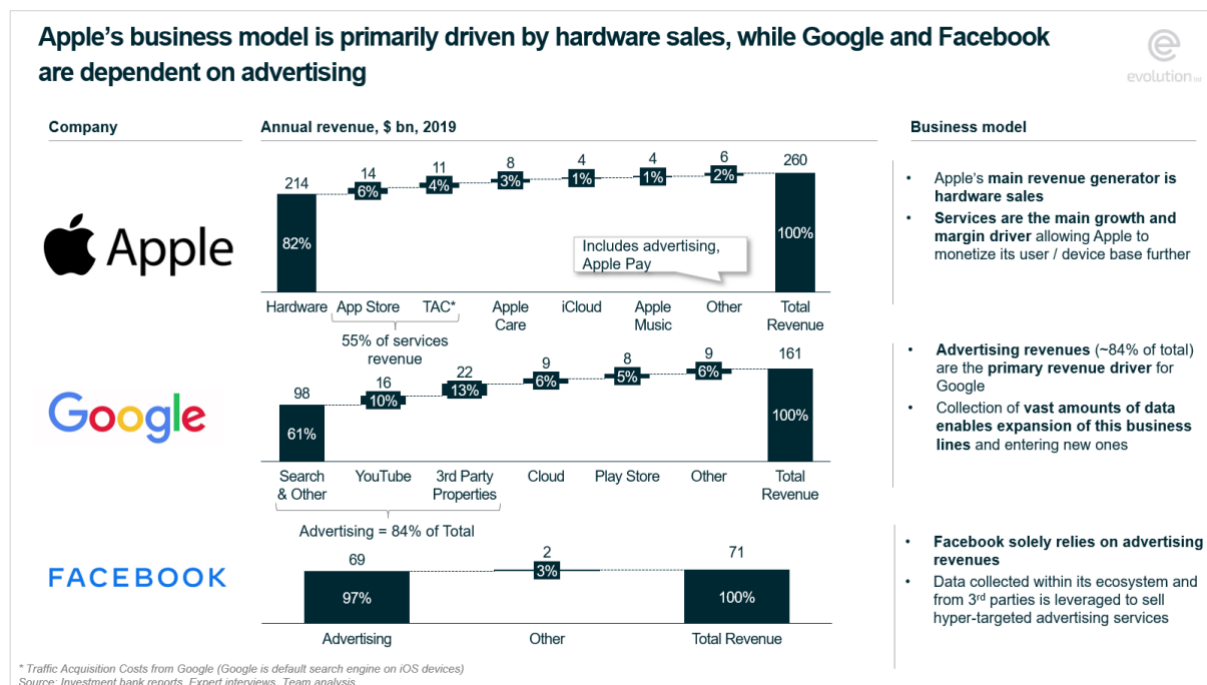 Apple's business model is primarily driven by hardware sales, while Google and Facebook
are dependent on advertising
evolution
Company
Annual revenue, $ bn, 2019
Business model
Apple
214
14
11
8
4
4
6
260
82%
6%
4%
3%
1%
1%
2%
100%
Includes advertising,
Apple Pay
Hardware
App Store
TAC*
Apple
Care
iCloud
Apple
Music
Other
Total
Revenue
55% of services
revenue
• Apple's main revenue generator is
hardware sales
• Services are the main growth and
margin driver allowing Apple to
monetize its user / device base further
Google
98
16
22
9
8
9
161
61%
10%
13%
6%
5%
6%
100%
Search
& Other
YouTube
3rd Party
Properties
Cloud
Play Store
Other
Total
Revenue
Advertising = 84% of Total
• Advertising revenues (~84% of total)
are the primary revenue driver for
Google
• Collection of vast amounts of data
enables expansion of this business
lines and entering new ones
FACEBOOK
69
2
71
97%
3%
100%
Advertising
Other
Total Revenue
• Facebook solely relies on advertising
revenues
• Data collected within its ecosystem and
from 3rd parties is leveraged to sell
hyper-targeted advertising services
* Traffic Acquisition Costs from Google (Google is default search engine on iOS devices)
Source: Investment bank reports, Expert interviews, Team analysis